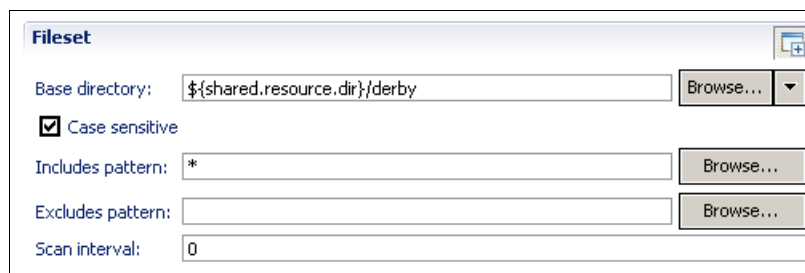 Fileset
Base directory: ${shared.resource.dir}/derby Browse...
Case sensitive
Includes pattern: * Browse...
Excludes pattern: Browse...
Scan interval: 0